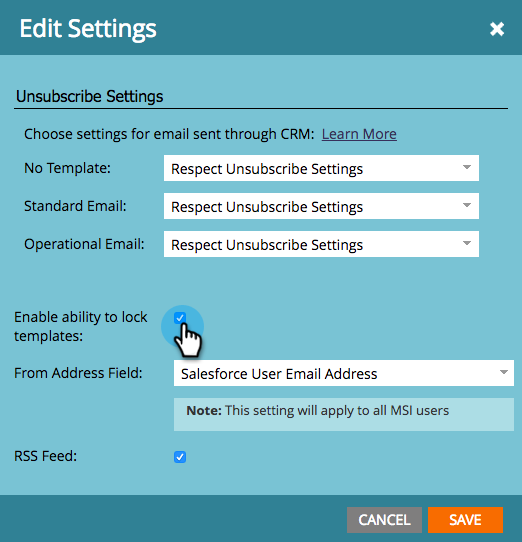 Edit Settings
Unsubscribe Settings
Choose settings for email sent through CRM: Learn More
No Template: Respect Unsubscribe Settings
Standard Email: Respect Unsubscribe Settings
Operational Email: Respect Unsubscribe Settings
Enable ability to lock
templates:
From Address Field: Salesforce User Email Address
Note: This setting will apply to all MSI users
RSS Feed:
CANCEL SAVE